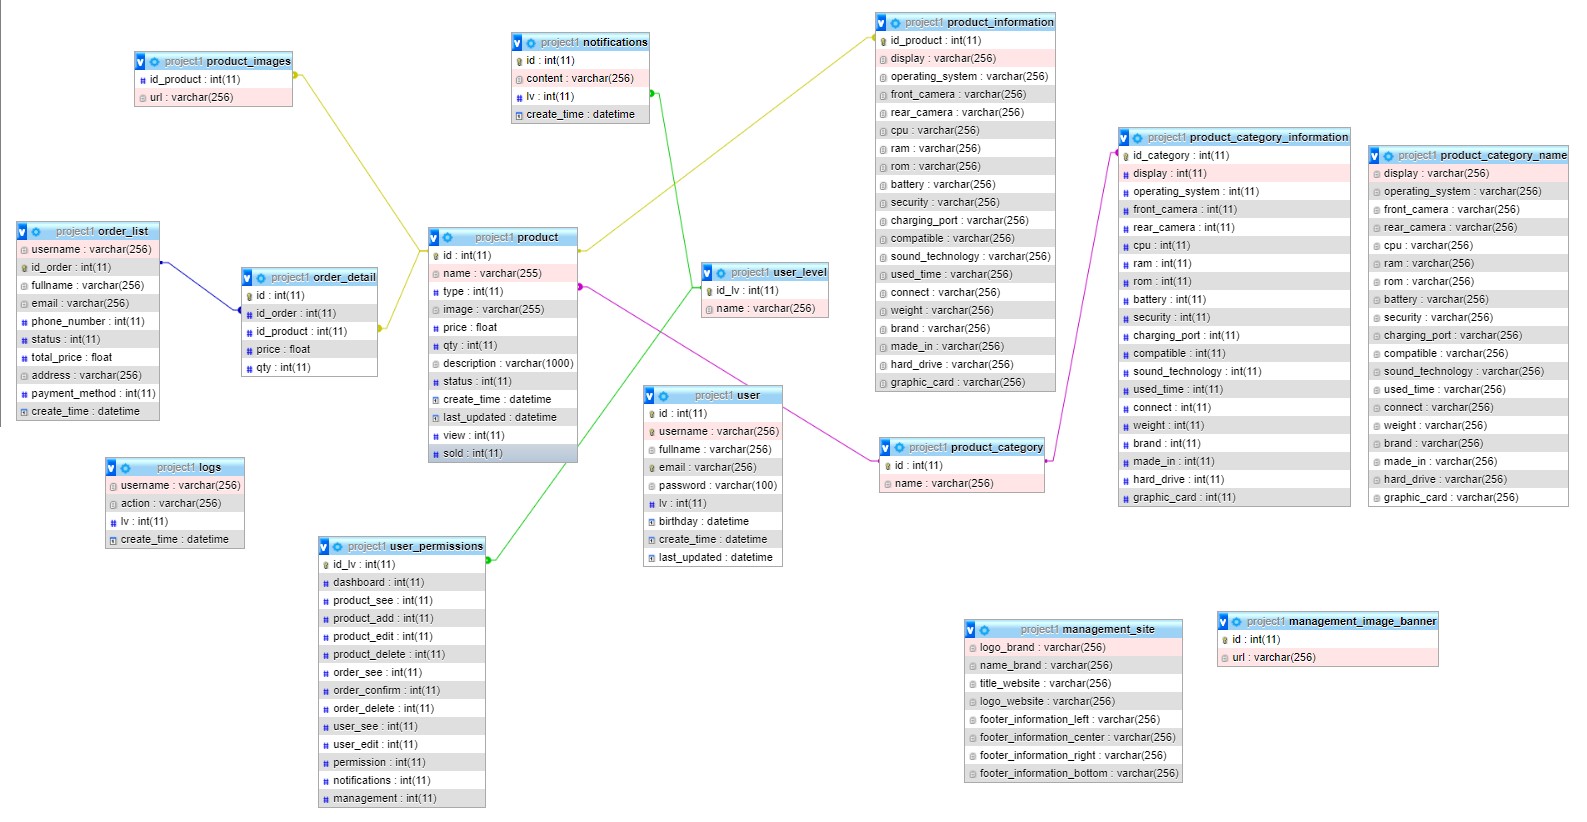 project1 product_images
id_product : int(11)
url : varchar(256)
project1 notifications
id : int(11)
content : varchar(256)
lv : int(11)
create_time : datetime
project1 product_information
id_product : int(11)
display : varchar(256)
operating_system : varchar(256)
front_camera : varchar(256)
rear_camera : varchar(256)
cpu : varchar(256)
ram : varchar(256)
rom : varchar(256)
battery : varchar(256)
security : varchar(256)
charging_port : varchar(256)
compatible : varchar(256)
sound_technology : varchar(256)
used_time : varchar(256)
connect : varchar(256)
weight : varchar(256)
brand : varchar(256)
made_in : varchar(256)
hard_drive : varchar(256)
graphic_card : varchar(256)
project1 product_category_information
id_category : int(11)
display : int(11)
operating_system : int(11)
front_camera : int(11)
rear_camera : int(11)
cpu : int(11)
ram : int(11)
rom : int(11)
battery : int(11)
security : int(11)
charging_port : int(11)
compatible : int(11)
sound_technology : int(11)
used_time : int(11)
connect : int(11)
weight : int(11)
brand : int(11)
made_in : int(11)
hard_drive : int(11)
graphic_card : int(11)
project1 product_category_name
display : varchar(256)
operating_system : varchar(256)
front_camera : varchar(256)
rear_camera : varchar(256)
cpu : varchar(256)
ram : varchar(256)
rom : varchar(256)
battery : varchar(256)
security : varchar(256)
charging_port : varchar(256)
compatible : varchar(256)
sound_technology : varchar(256)
used_time : varchar(256)
connect : varchar(256)
weight : varchar(256)
brand : varchar(256)
made_in : varchar(256)
hard_drive : varchar(256)
graphic_card : varchar(256)
project1 order_list
username : varchar(256)
id_order : int(11)
fullname : varchar(256)
email : varchar(256)
phone_number : int(11)
status : int(11)
total_price : float
address : varchar(256)
payment_method : int(11)
create_time : datetime
project1 order_detail
id : int(11)
id_order : int(11)
id_product : int(11)
price : float
qty : int(11)
project1 product
id : int(11)
name : varchar(255)
type : int(11)
image : varchar(255)
price : float
qty : int(11)
description : varchar(1000)
status : int(11)
create_time : datetime
last_updated : datetime
view : int(11)
sold : int(11)
project1 user_level
id_lv : int(11)
name : varchar(256)
project1 user
id : int(11)
username : varchar(256)
fullname : varchar(256)
email : varchar(256)
password : varchar(100)
lv : int(11)
birthday : datetime
create_time : datetime
last_updated : datetime
project1 product_category
id : int(11)
name : varchar(256)
project1 logs
username : varchar(256)
action : varchar(256)
lv : int(11)
create_time : datetime
project1 user_permissions
id_lv : int(11)
dashboard : int(11)
product_see : int(11)
product_add : int(11)
product_edit : int(11)
product_delete : int(11)
order_see : int(11)
order_confirm : int(11)
order_delete : int(11)
user_see : int(11)
user_edit : int(11)
permission : int(11)
notifications : int(11)
management : int(11)
project1 management_site
logo_brand : varchar(256)
name_brand : varchar(256)
title_website : varchar(256)
logo_website : varchar(256)
footer_information_left : varchar(256)
footer_information_center : varchar(256)
footer_information_right : varchar(256)
footer_information_bottom : varchar(256)
project1 management_image_banner
id : int(11)
url : varchar(256)